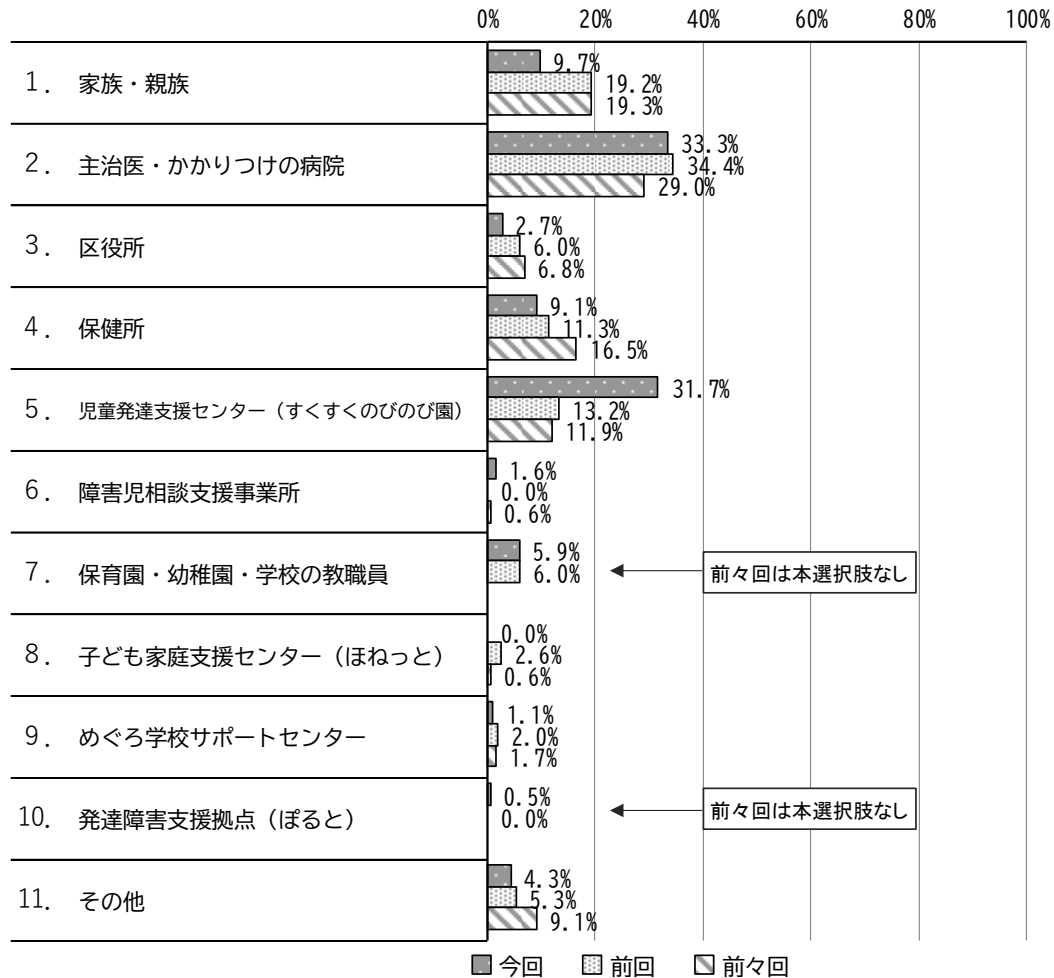 0% 20% 40% 60% 80% 100%
1. 家族・親族
9.7%
19.2%
19.3%
2. 主治医・かかりつけの病院
33.3%
34.4%
29.0%
3. 区役所
2.7%
6.0%
6.8%
4. 保健所
9.1%
11.3%
16.5%
5. 児童発達支援センター（すくすくのびのび園）
31.7%
13.2%
11.9%
6. 障害児相談支援事業所
1.6%
0.0%
0.6%
7. 保育園・幼稚園・学校の教職員
5.9%
6.0%
前々回は本選択肢なし
8. 子ども家庭支援センター（ほねっと）
0.0%
2.6%
0.6%
9. めぐろ学校サポートセンター
1.1%
2.0%
1.7%
10. 発達障害支援拠点（ぽると）
0.5%
0.0%
前々回は本選択肢なし
11. その他
4.3%
5.3%
9.1%
今回 前回 前々回